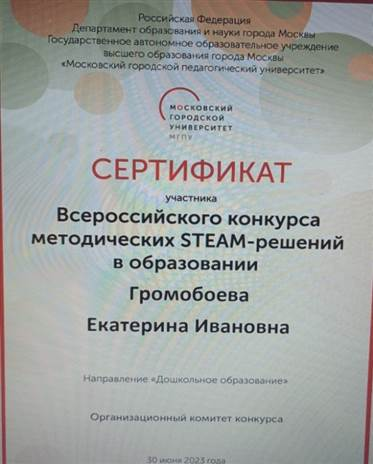 Российская Федерация
Департамент образования и науки города Москвы
Государственное автономное образовательное учреждение
высшего образования города Москвы
«Московский городской педагогический университет»
МОСКОВСКИЙ
ГОРОДСКОЙ
УНИВЕРСИТЕТ
МГПУ
СЕРТИФИКАТ
участника
Всероссийского конкурса
методических STEAM-решений
в образовании
Громобоева
Екатерина Ивановна
Направление «Дошкольное образование»
Организационный комитет конкурса
30 июня 2023 года